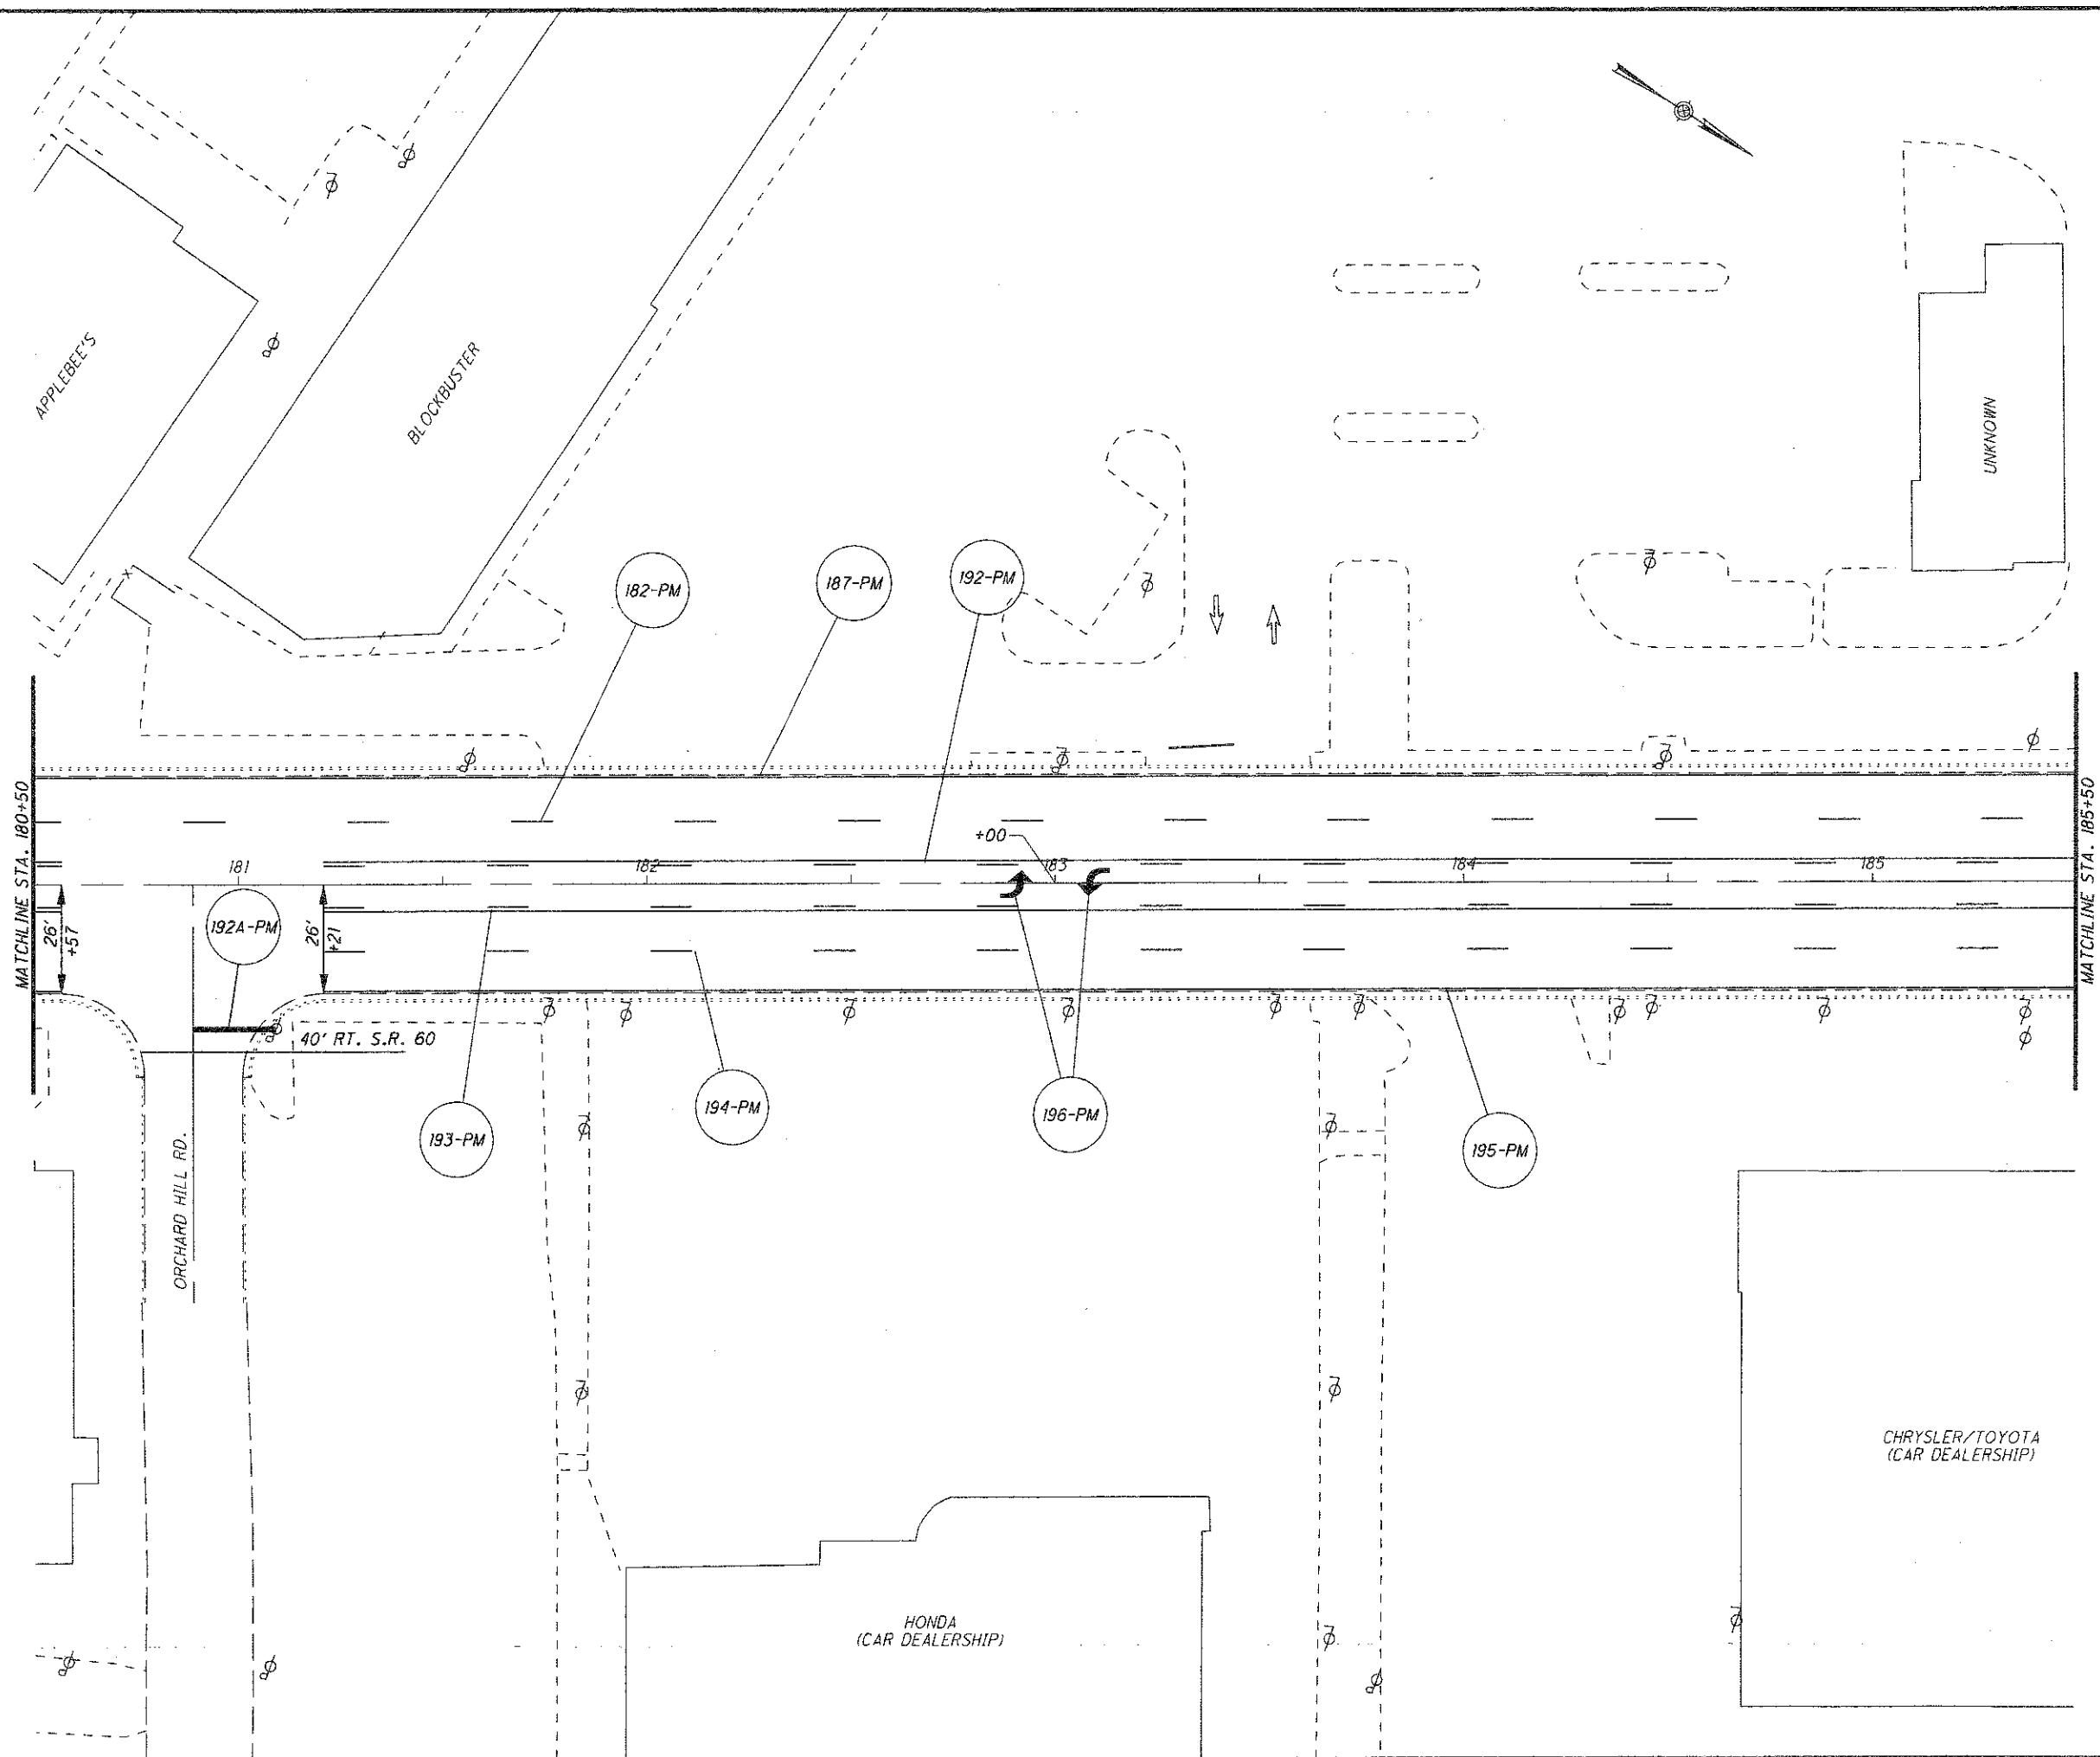 APPLEBEE'S
BLOCKBUSTER
UNKNOWN
182-PM
187-PM
192-PM
MATCHLINE STA. 180+50
MATCHLINE STA. 185+50
+00
181
182
183
184
185
26'
+57
192A-PM
26'
+21
40' RT. S.R. 60
ORCHARD HILL RD.
193-PM
194-PM
196-PM
195-PM
CHRYSLER/TOYOTA
(CAR DEALERSHIP)
HONDA
(CAR DEALERSHIP)